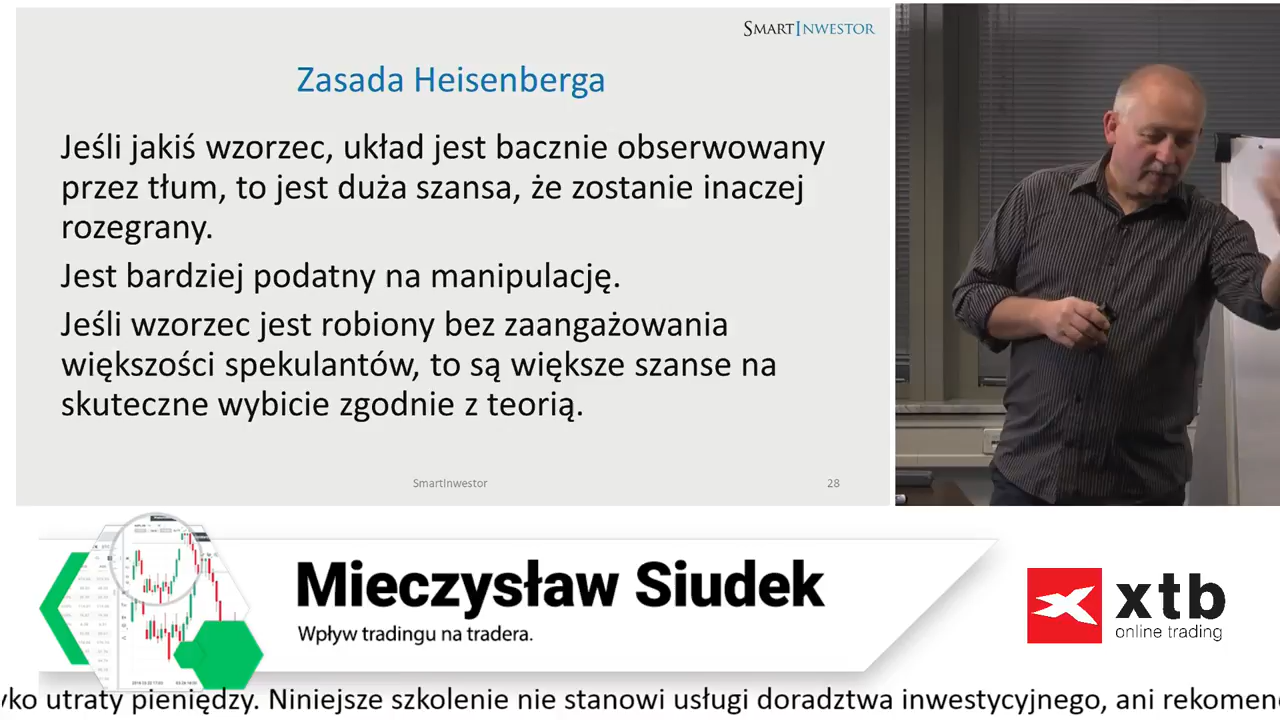 SMARTINWESTOR
Zasada Heisenberga
Jeśli jakiś wzorzec, układ jest bacznie obserwowany
przez tłum, to jest duża szansa, że zostanie inaczej
rozegrany.
Jest bardziej podatny na manipulację.
Jeśli wzorzec jest robiony bez zaangażowania
większości spekulantów, to są większe szanse na
skuteczne wybicie zgodnie z teorią.
SmartInwestor
28
Mieczysław Siudek
Wpływ tradingu na tradera.
xtb
online trading
utraty pieniędzy. Niniejsze szkolenie nie stanowi usługi doradztwa inwestycyjnego, ani